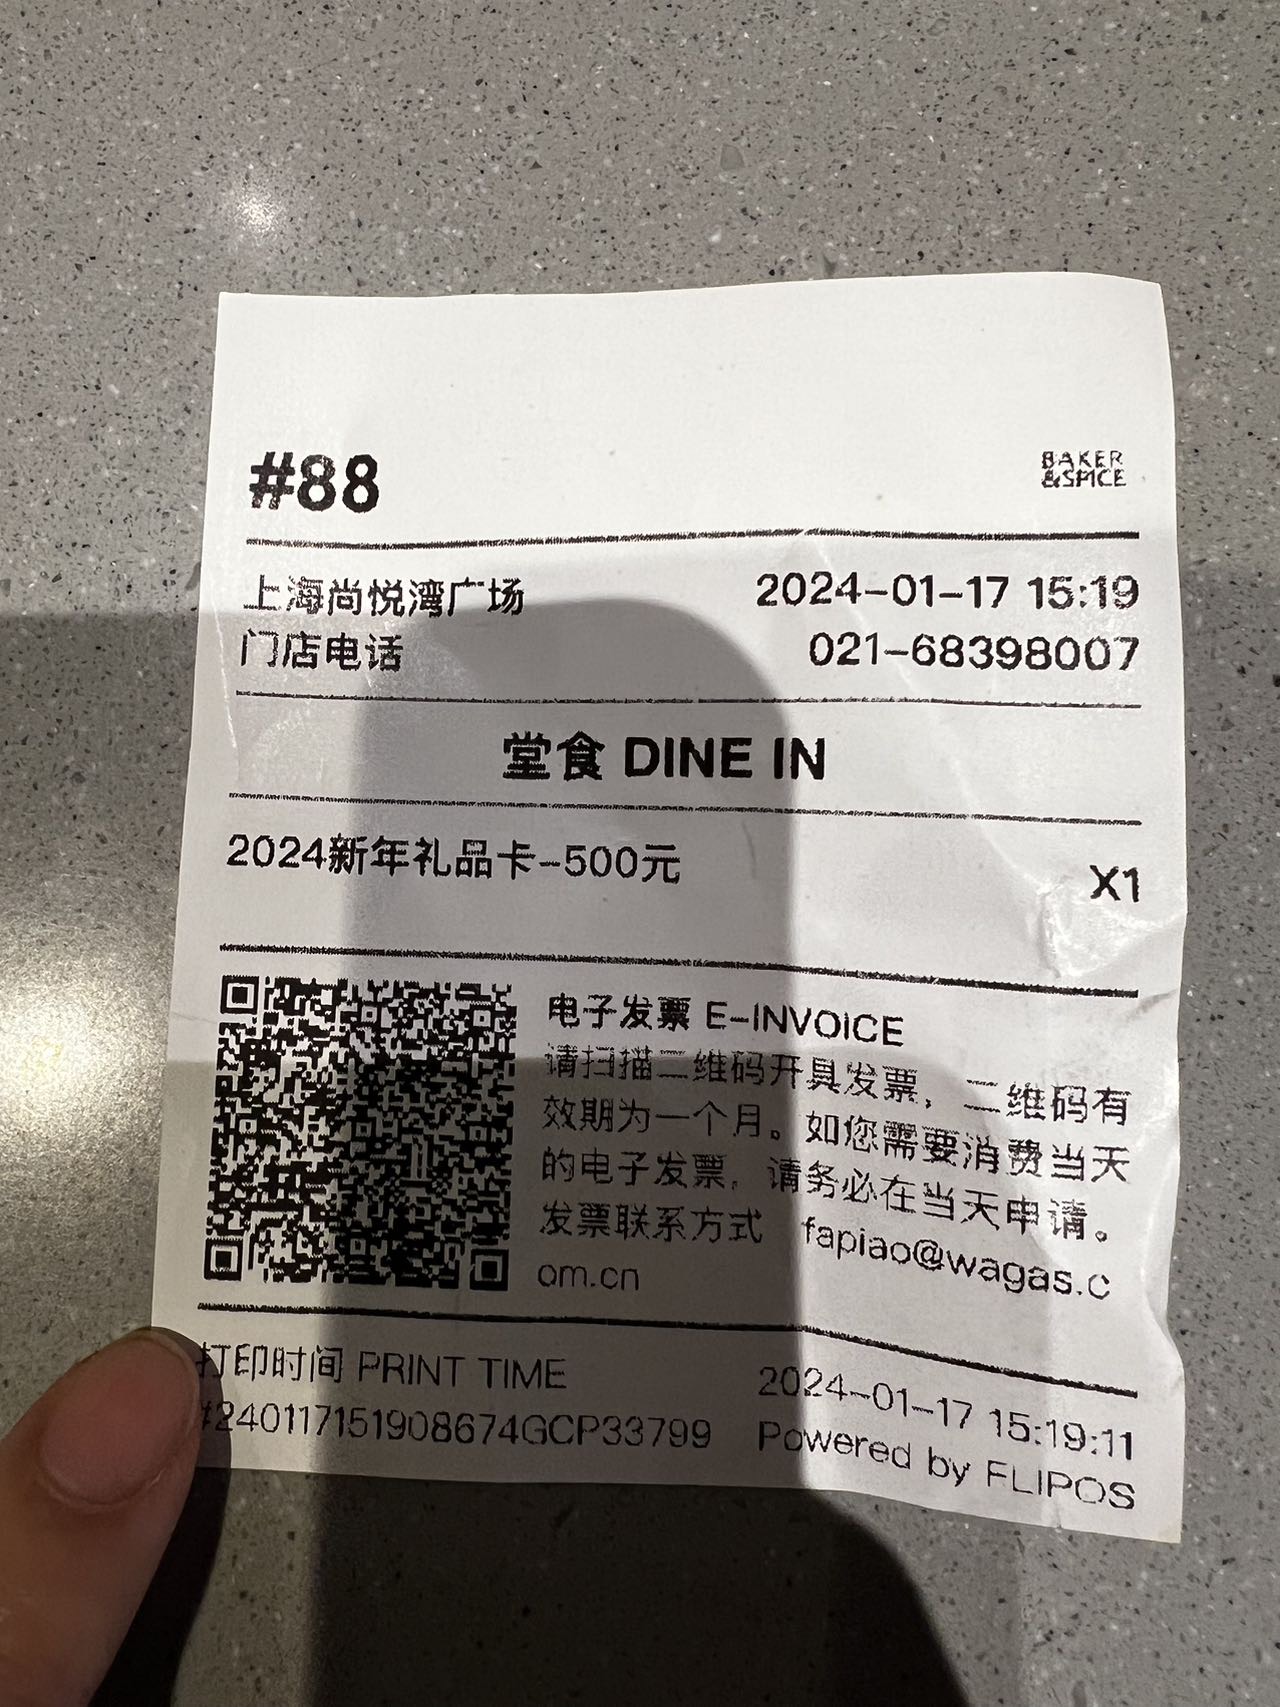 #88
BAKER
&SPICE
上海尚悦湾广场 2024-01-17 15:19
门店电话 021-68398007
堂食 DINE IN
2024新年礼品卡-500元 X1
电子发票 E-INVOICE
请扫描二维码开具发票，二维码有
效期为一个月。如您需要消费当天
的电子发票，请务必在当天申请。
发票联系方式 fapiao@wagas.c
om.cn
打印时间 PRINT TIME 2024-01-17 15:19:11
#240117151908674GCP33799 Powered by FLIPOS